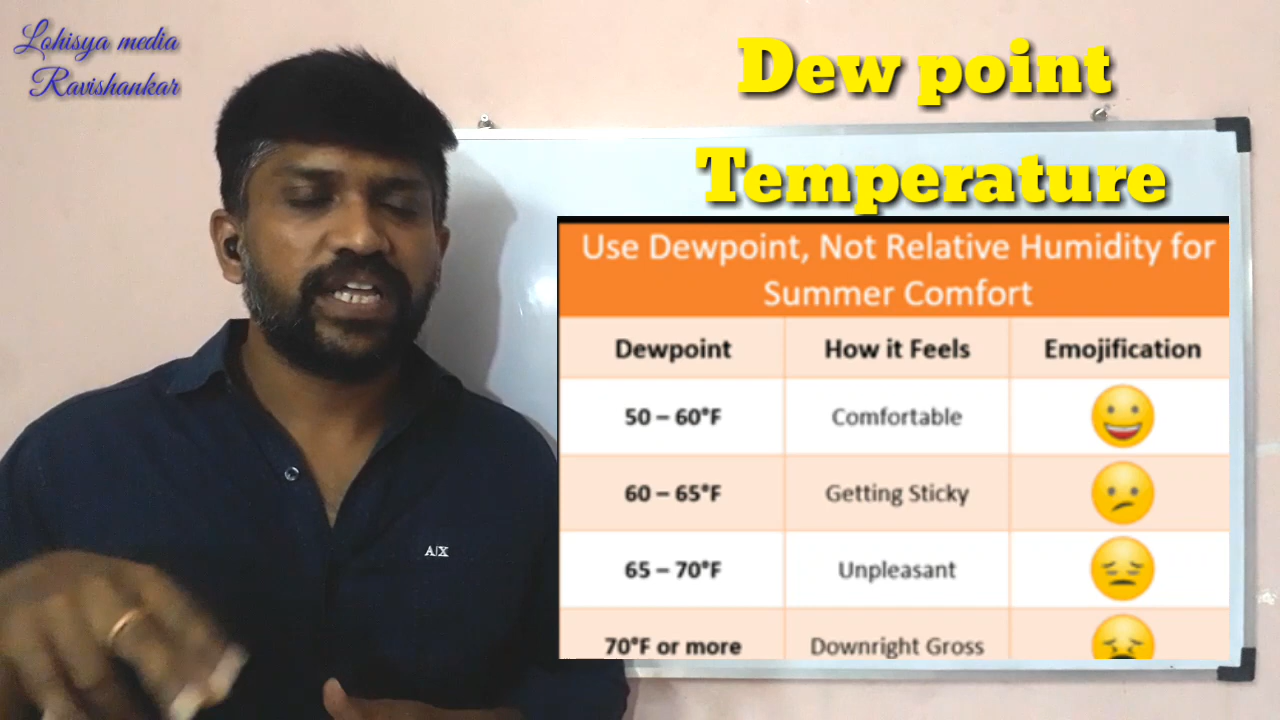 Lohisya media
Ravishankar
Dew point
Temperature
Use Dewpoint, Not Relative Humidity for
Summer Comfort
Dewpoint How it Feels Emojification
50 – 60°F Comfortable
60 – 65°F Getting Sticky
65 – 70°F Unpleasant
70°F or more Downright Gross
A|X